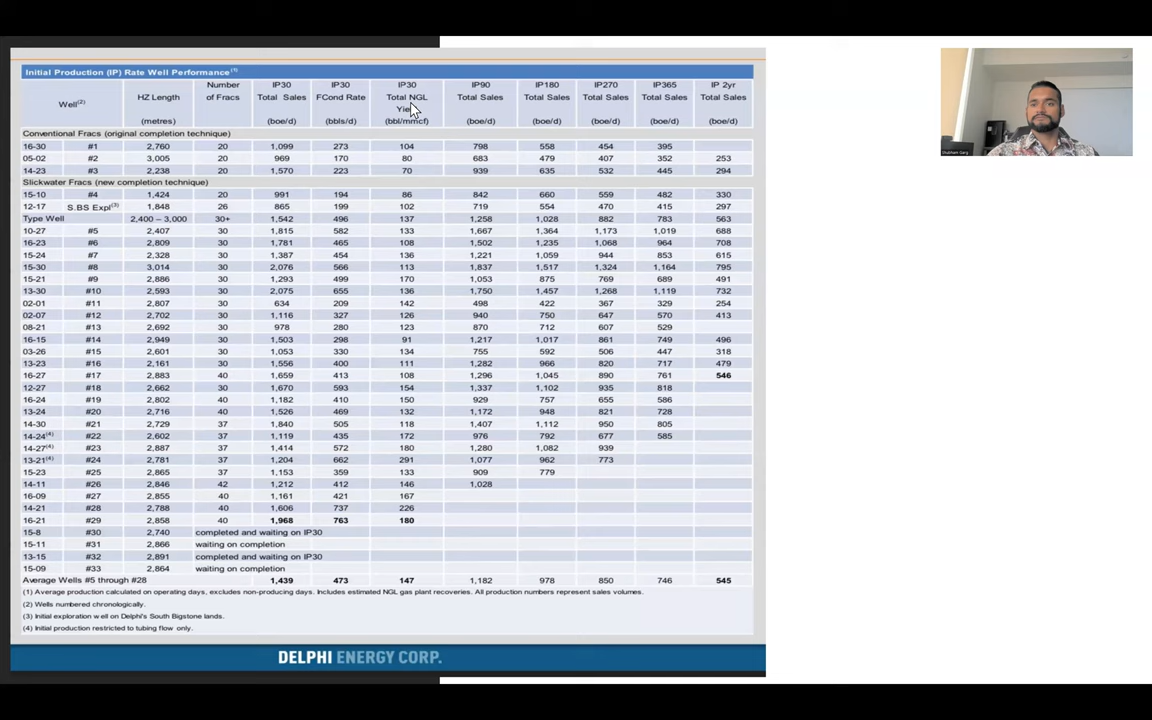 Initial Production (IP) Rate Well Performance(1)
Well(2) HZ Length (metres) Number of Fracs IP30 Total Sales (boe/d) IP30 FCond Rate (bbls/d) IP30 Total NGL (bbl/mmcf) IP90 Total Sales (boe/d) IP180 Total Sales (boe/d) IP270 Total Sales (boe/d) IP365 Total Sales (boe/d) IP 2yr Total Sales (boe/d)
Conventional Fracs (original completion technique)
16-30 #1 2,760 20 1,099 273 104 798 558 454 395
05-02 #2 3,005 20 969 170 80 683 479 407 352 253
14-23 #3 2,238 20 1,570 223 70 939 635 532 445 294
Slickwater Fracs (new completion technique)
15-10 #4 1,424 20 991 194 86 842 660 559 482 330
12-17 S.BS Expl(3) 1,848 26 865 199 102 719 554 470 415 297
Type Well 2,400 – 3,000 30+ 1,542 496 137 1,258 1,028 882 783 563
10-27 #5 2,407 30 1,815 582 133 1,667 1,364 1,173 1,019 688
16-23 #6 2,809 30 1,781 465 108 1,502 1,235 1,068 964 708
15-24 #7 2,328 30 1,387 454 136 1,221 1,059 944 853 615
15-30 #8 3,014 30 2,076 566 113 1,837 1,517 1,324 1,164 795
15-21 #9 2,886 30 1,293 499 170 1,053 875 769 689 491
13-30 #10 2,593 30 2,075 655 136 1,750 1,457 1,268 1,119 732
02-01 #11 2,807 30 634 209 142 498 422 367 329 254
02-07 #12 2,702 30 1,116 327 126 940 750 647 570 413
08-21 #13 2,692 30 978 280 123 870 712 607 529
16-15 #14 2,949 30 1,503 298 91 1,217 1,017 861 749 496
03-26 #15 2,601 30 1,053 330 134 755 592 506 447 318
13-23 #16 2,161 30 1,556 400 111 1,282 966 820 717 479
16-27 #17 2,883 40 1,659 413 108 1,296 1,045 890 761 546
12-27 #18 2,662 30 1,670 593 154 1,337 1,102 935 818
16-24 #19 2,802 40 1,182 410 150 929 757 655 586
13-24 #20 2,716 40 1,526 469 132 1,172 948 821 728
14-30 #21 2,729 37 1,840 505 118 1,407 1,112 950 805
14-24(4) #22 2,602 37 1,119 435 172 976 792 677 585
14-27(4) #23 2,887 37 1,414 572 180 1,280 1,082 939
13-21(4) #24 2,781 37 1,204 662 291 1,077 962 773
15-23 #25 2,865 37 1,153 359 133 909 779
14-11 #26 2,846 42 1,212 412 146 1,028
16-09 #27 2,855 40 1,161 421 167
14-21 #28 2,788 40 1,606 737 226
16-21 #29 2,858 40 1,968 763 180
15-8 #30 2,740 completed and waiting on IP30
15-11 #31 2,866 waiting on completion
13-15 #32 2,891 completed and waiting on IP30
15-09 #33 2,864 waiting on completion
Average Wells #5 through #28 1,439 473 147 1,182 978 850 746 545
(1) Average production calculated on operating days, excludes non-producing days. Includes estimated NGL gas plant recoveries. All production numbers represent sales volumes.
(2) Wells numbered chronologically.
(3) Initial exploration well on Delphi's South Bigstone lands.
(4) Initial production restricted to tubing flow only.
DELPHI ENERGY CORP.
Shubham Garg